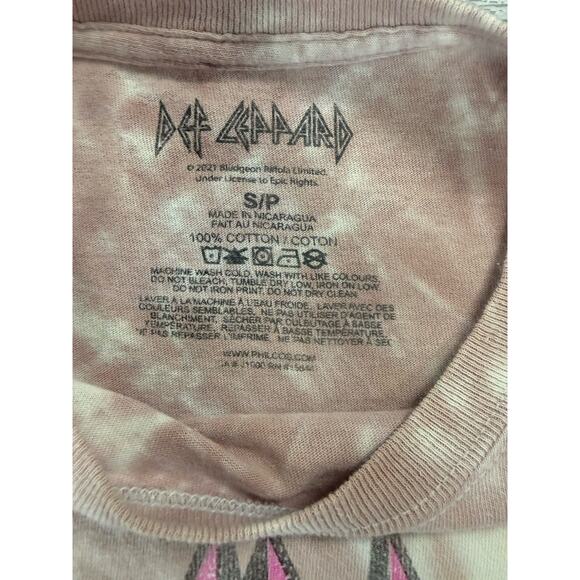 DEF LEPPARD
© 2021 Bludgeon Riffola Limited.
Under License to Epic Rights.
S/P
MADE IN NICARAGUA
FAIT AU NICARAGUA
100% COTTON / COTON
MACHINE WASH COLD, WASH WITH LIKE COLOURS.
DO NOT BLEACH, TUMBLE DRY LOW, IRON ON LOW
DO NOT IRON PRINT, DO NOT DRY CLEAN
LAVER À LA MACHINE À L'EAU FROIDE, LAVER AVEC DES
COULEURS SEMBLABLES. NE PAS UTILISER D'AGENT DE
BLANCHIMENT. SÉCHER PAR CULBUTAGE À BASSE
TEMPÉRATURE. REPASSER À BASSE TEMPÉRATURE.
NE PAS REPASSER L'IMPRIME. NE PAS NETTOYER À SEC
WWW.PHILCOS.COM